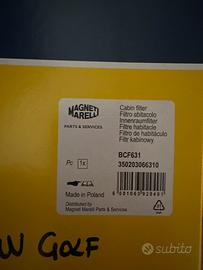 MAGNETI
MARELLI
PARTS & SERVICES
Cabin filter
Filtro abitacolo
Innenraumfilter
Filtre habitacle
Filtro de habitáculo
Filtr kabinowy
Pc 1x
BCF631
350203066310
Made in Poland
Distributed by
Magneti Marelli Parts & Services
W GOLF
subito